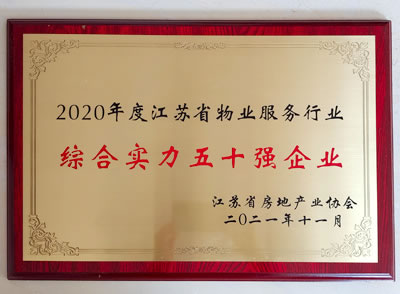 2020年度江苏省物业服务行业
综合实力五十强企业
江苏省房地产业协会
二〇二一年十一月